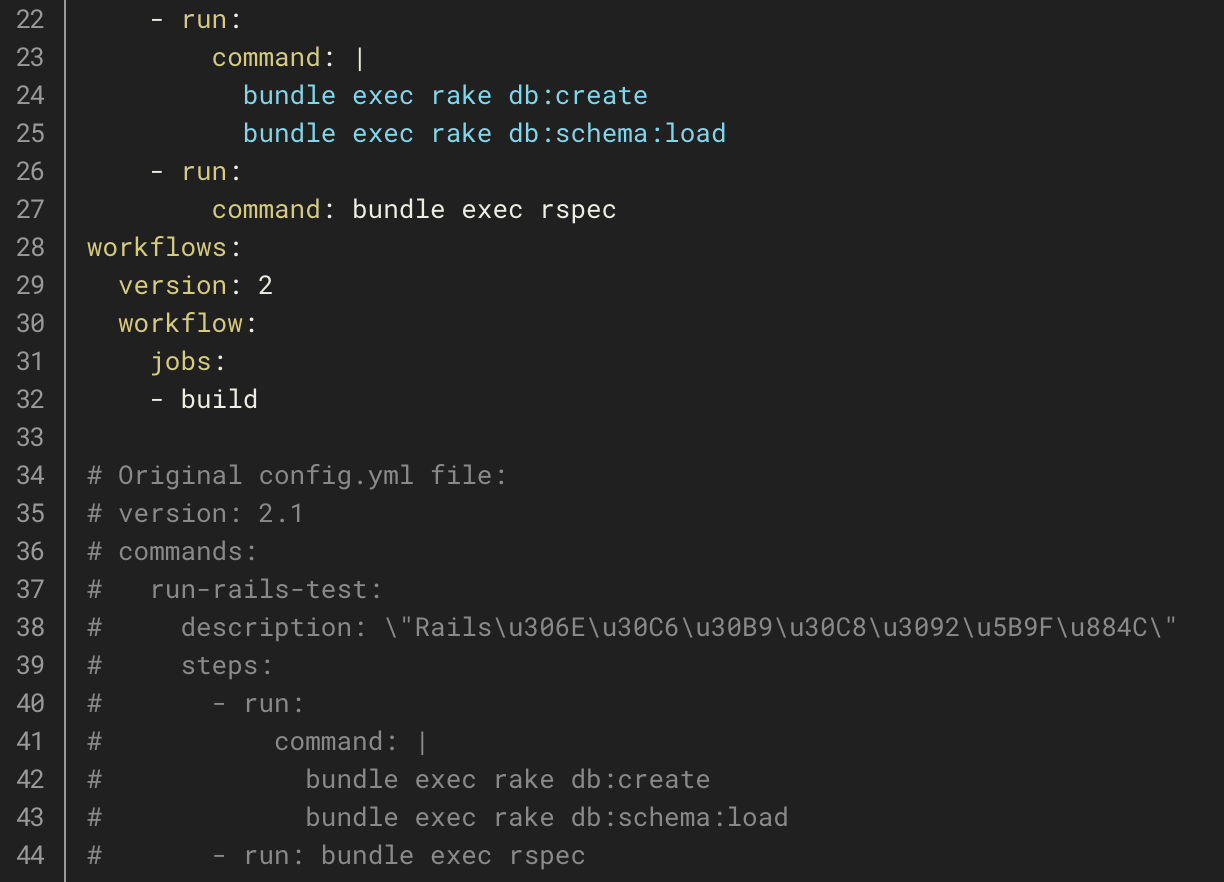 22     - run:
23         command: |
24           bundle exec rake db:create
25           bundle exec rake db:schema:load
26     - run:
27         command: bundle exec rspec
28 workflows:
29   version: 2
30   workflow:
31     jobs:
32     - build
33
34 # Original config.yml file:
35 # version: 2.1
36 # commands:
37 #   run-rails-test:
38 #     description: \"Rails\u306E\u30C6\u30B9\u30C8\u3092\u5B9F\u884C\"
39 #     steps:
40 #       - run:
41 #           command: |
42 #             bundle exec rake db:create
43 #             bundle exec rake db:schema:load
44 #       - run: bundle exec rspec